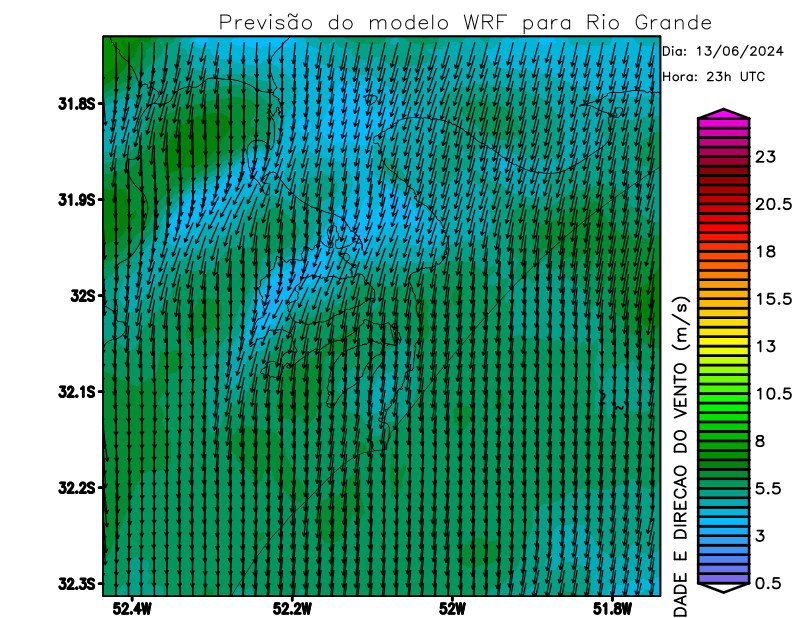 Previsão do modelo WRF para Rio Grande
Dia: 13/06/2024
Hora: 23h UTC
31.8S
31.9S
32S
32.1S
32.2S
32.3S
52.4W
52.2W
52W
51.8W
DADE E DIRECAO DO VENTO (m/s)
23
20.5
18
15.5
13
10.5
8
5.5
3
0.5